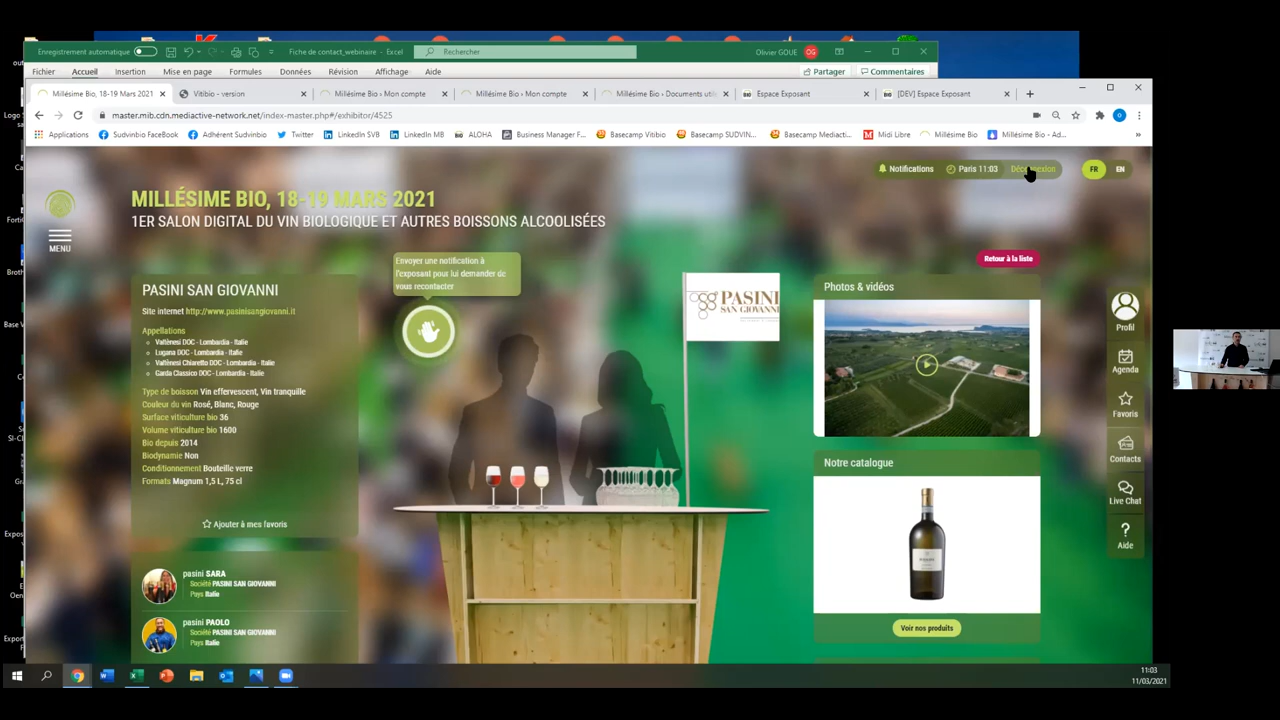 Enregistrement automatique
Fiche de contact_webinaire - Excel
Rechercher
Olivier GOUE
OG
Fichier Accueil Insertion Mise en page Formules Données Révision Affichage Aide
Partager Commentaires
Millésime Bio, 18-19 Mars 2021
Vitibio - version
Millésime Bio › Mon compte
Millésime Bio › Mon compte
Millésime Bio › Documents util
Espace Exposant
[DEV] Espace Exposant
master.mib.cdn.mediactive-network.net/index-master.php#/exhibitor/4525
Applications Sudvinbio FaceBook Adhérent Sudvinbio Twitter LinkedIn SVB LinkedIn MB ALOHA Business Manager F... Basecamp Vitibio Basecamp SUDVIN... Basecamp Mediacti... Midi Libre Millésime Bio Millésime Bio - Ad...
Notifications
Paris 11:03
FR
EN
MENU
MILLÉSIME BIO, 18-19 MARS 2021
1ER SALON DIGITAL DU VIN BIOLOGIQUE ET AUTRES BOISSONS ALCOOLISÉES
Retour à la liste
Envoyer une notification à
l'exposant pour lui demander de
vous recontacter
PASINI SAN GIOVANNI
Site internet http://www.pasinisangiovanni.it
Appellations
Valtènesi DOC - Lombardia - Italie
Lugana DOC - Lombardia - Italie
Valtènesi Chiaretto DOC - Lombardia - Italie
Garda Classico DOC - Lombardia - Italie
Type de boisson Vin effervescent, Vin tranquille
Couleur du vin Rosé, Blanc, Rouge
Surface viticulture bio 36
Volume viticulture bio 1600
Bio depuis 2014
Biodynamie Non
Conditionnement Bouteille verre
Formats Magnum 1,5 L, 75 cl
Ajouter à mes favoris
pasini SARA
Société PASINI SAN GIOVANNI
Pays Italie
pasini PAOLO
Société PASINI SAN GIOVANNI
Pays Italie
PASINI
SAN GIOVANNI
Photos & vidéos
Notre catalogue
Voir nos produits
Profil
Agenda
Favoris
Contacts
Live Chat
Aide
11:03
11/03/2021